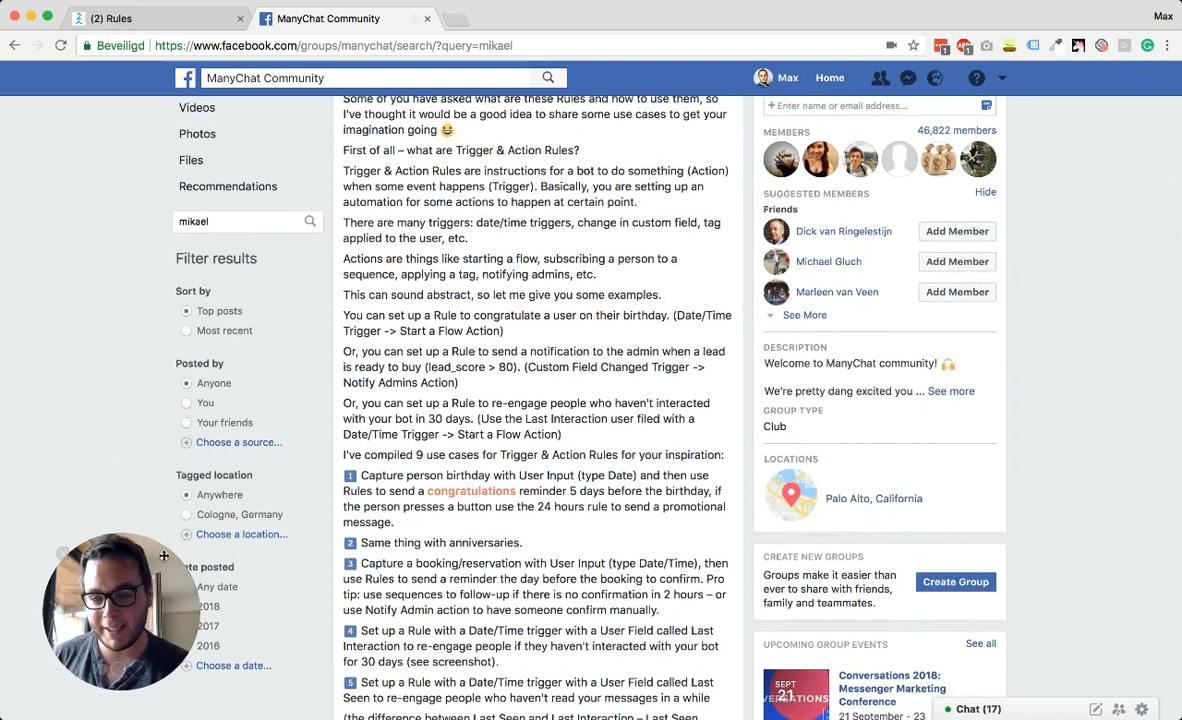 (2) Rules
ManyChat Community
Max
Beveiligd
https://www.facebook.com/groups/manychat/search/?query=mikael
1
1
ManyChat Community
Max
Home
Videos
Photos
Files
Recommendations
mikael
Filter results
Sort by
Top posts
Most recent
Posted by
Anyone
You
Your friends
Choose a source...
Tagged location
Anywhere
Cologne, Germany
Choose a location...
ate posted
Any date
2018
2017
2016
Choose a date...
Some of you have asked what are these Rules and how to use them, so
I've thought it would be a good idea to share some use cases to get your
imagination going 😆
First of all – what are Trigger & Action Rules?
Trigger & Action Rules are instructions for a bot to do something (Action)
when some event happens (Trigger). Basically, you are setting up an
automation for some actions to happen at certain point.
There are many triggers: date/time triggers, change in custom field, tag
applied to the user, etc.
Actions are things like starting a flow, subscribing a person to a
sequence, applying a tag, notifying admins, etc.
This can sound abstract, so let me give you some examples.
You can set up a Rule to congratulate a user on their birthday. (Date/Time
Trigger -> Start a Flow Action)
Or, you can set up a Rule to send a notification to the admin when a lead
is ready to buy (lead_score > 80). (Custom Field Changed Trigger ->
Notify Admins Action)
Or, you can set up a Rule to re-engage people who haven't interacted
with your bot in 30 days. (Use the Last Interaction user filed with a
Date/Time Trigger -> Start a Flow Action)
I've compiled 9 use cases for Trigger & Action Rules for your inspiration:
1 Capture person birthday with User Input (type Date) and then use
Rules to send a congratulations reminder 5 days before the birthday, if
the person presses a button use the 24 hours rule to send a promotional
message.
2 Same thing with anniversaries.
3 Capture a booking/reservation with User Input (type Date/Time), then
use Rules to send a reminder the day before the booking to confirm. Pro
tip: use sequences to follow-up if there is no confirmation in 2 hours – or
use Notify Admin action to have someone confirm manually.
4 Set up a Rule with a Date/Time trigger with a User Field called Last
Interaction to re-engage people if they haven't interacted with your bot
for 30 days (see screenshot).
5 Set up a Rule with a Date/Time trigger with a User Field called Last
Seen to re-engage people who haven't read your messages in a while
(the difference between Last Seen and Last Interaction – Last Seen
+ Enter name or email address...
MEMBERS
46,822 members
SUGGESTED MEMBERS
Hide
Friends
Dick van Ringelestijn
Add Member
Michael Gluch
Add Member
Marleen van Veen
Add Member
See More
DESCRIPTION
Welcome to ManyChat community! 🙌
We're pretty dang excited you ... See more
GROUP TYPE
Club
LOCATIONS
Palo Alto, California
CREATE NEW GROUPS
Groups make it easier than
ever to share with friends,
family and teammates.
Create Group
UPCOMING GROUP EVENTS
See all
SEPT
21
Conversations 2018:
Messenger Marketing
Conference
21 September - 23
Chat (17)